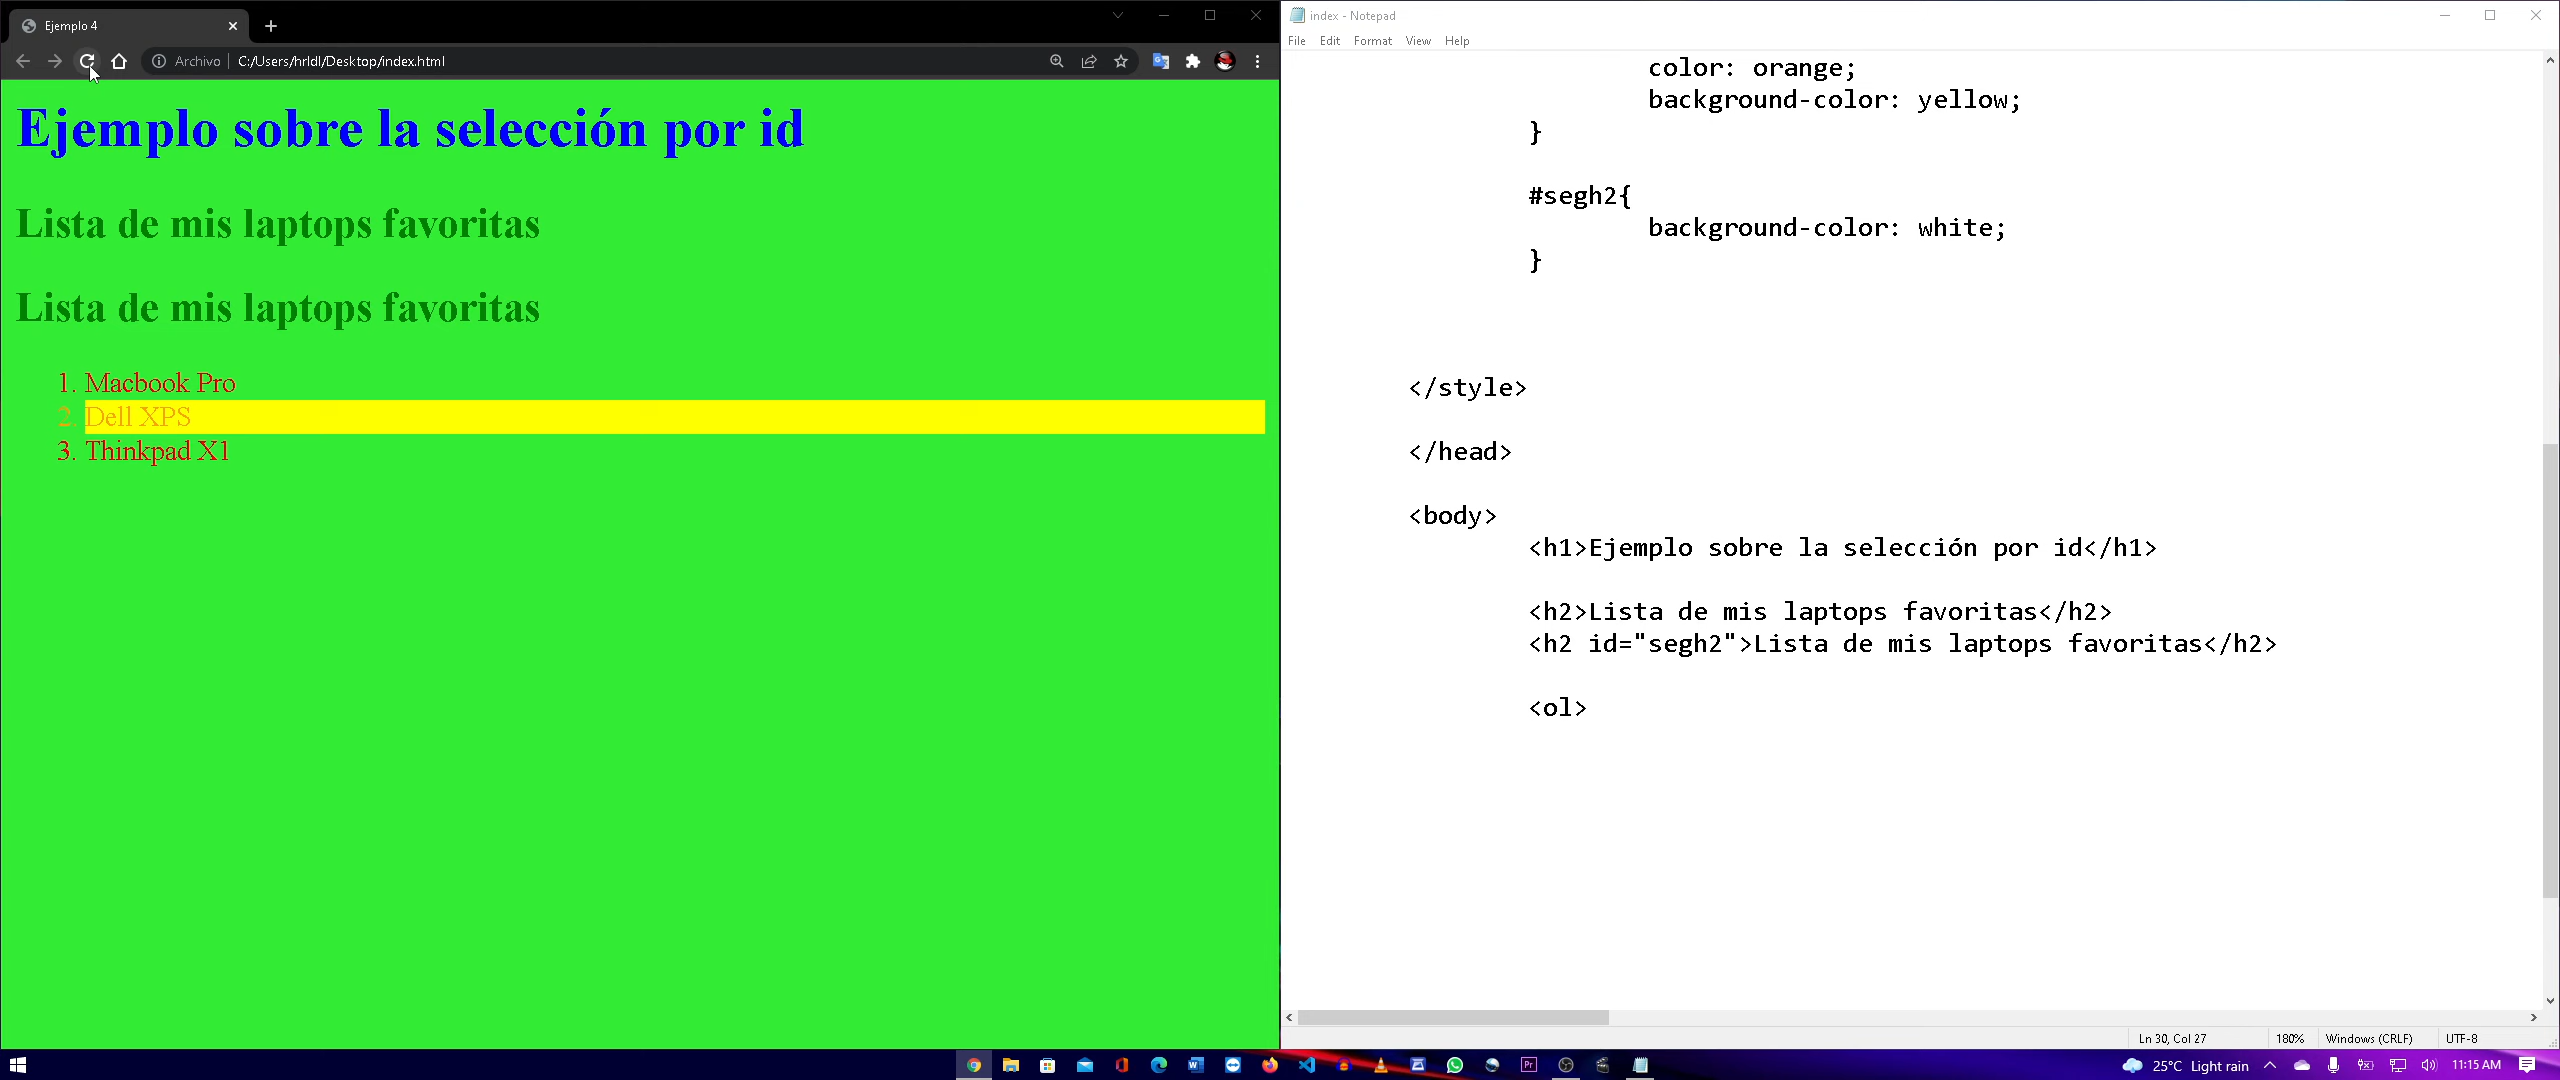 Ejemplo 4
Archivo | C:/Users/hrldl/Desktop/index.html
Ejemplo sobre la selección por id
Lista de mis laptops favoritas
Lista de mis laptops favoritas
1. Macbook Pro
2. Dell XPS
3. Thinkpad X1
index - Notepad
File Edit Format View Help
color: orange;
background-color: yellow;
}
#segh2{
background-color: white;
}
</style>
</head>
<body>
<h1>Ejemplo sobre la selección por id</h1>
<h2>Lista de mis laptops favoritas</h2>
<h2 id="segh2">Lista de mis laptops favoritas</h2>
<ol>
Ln 30, Col 27 180% Windows (CRLF) UTF-8
25°C Light rain 11:15 AM